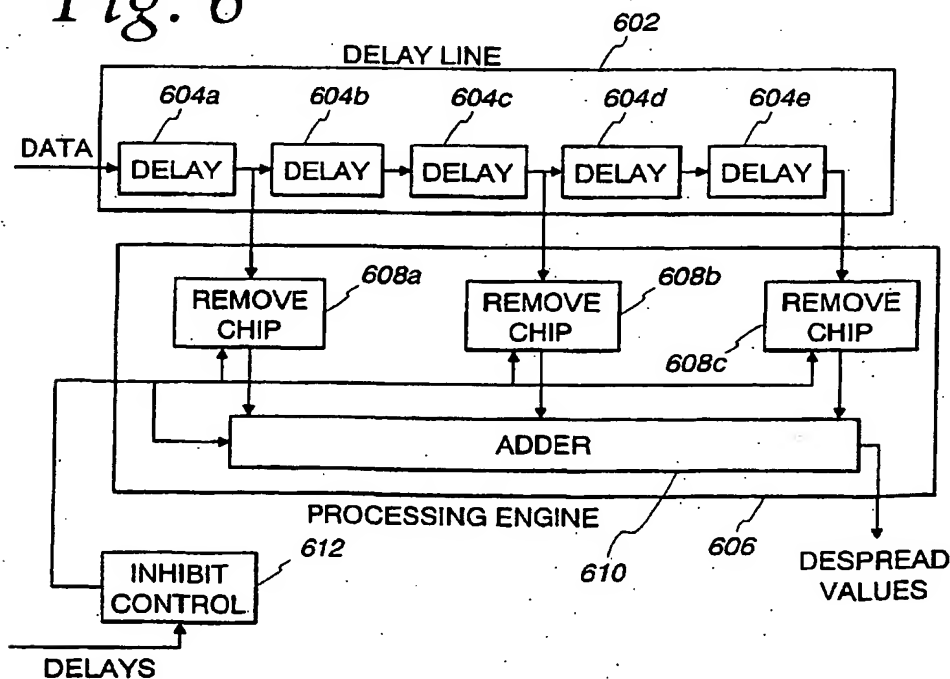 Fig. 6
602
DELAY LINE
604a
604b
604c
604d
604e
DATA
DELAY
DELAY
DELAY
DELAY
DELAY
608a
608b
608c
REMOVE
CHIP
REMOVE
CHIP
REMOVE
CHIP
ADDER
PROCESSING ENGINE
610
606
DESPREAD
VALUES
612
INHIBIT
CONTROL
DELAYS